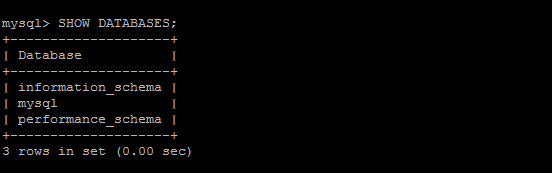 mysql> SHOW DATABASES;
+--------------------+
| Database           |
+--------------------+
| information_schema |
| mysql              |
| performance_schema |
+--------------------+
3 rows in set (0.00 sec)